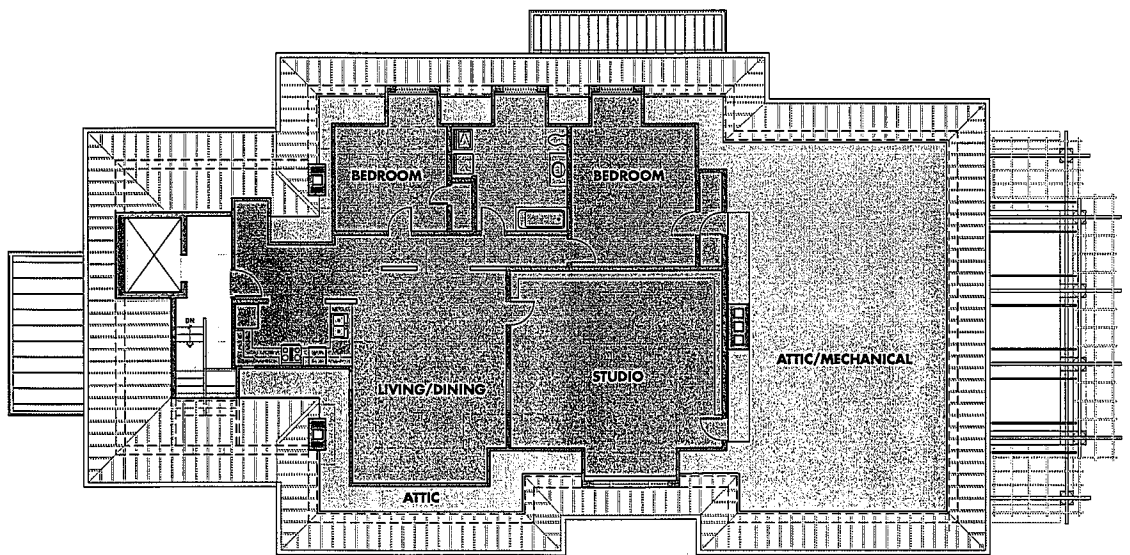 BEDROOM
BEDROOM
DN
ATTIC/MECHANICAL
STUDIO
LIVING/DINING
ATTIC